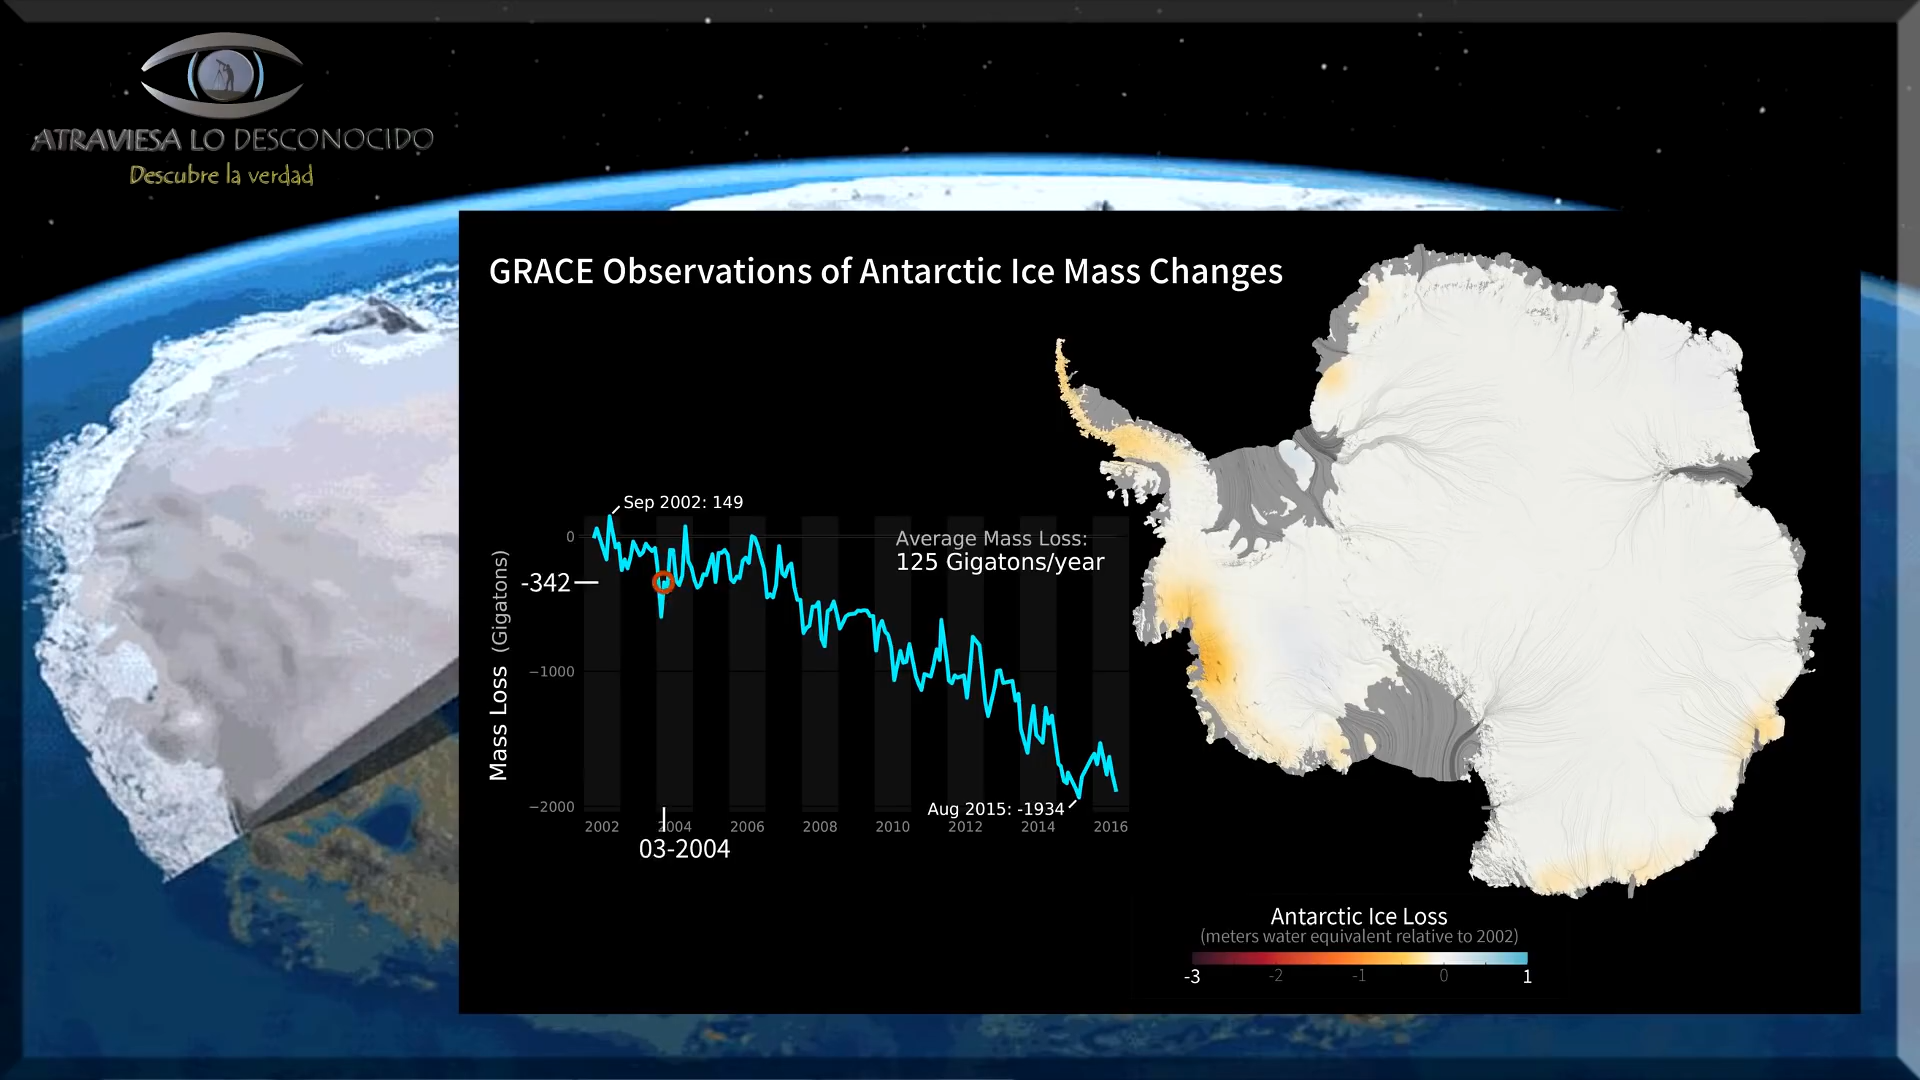 ATRAVIESA LO DESCONOCIDO
Descubre la verdad
GRACE Observations of Antarctic Ice Mass Changes
Sep 2002: 149
Average Mass Loss:
125 Gigatons/year
Mass Loss (Gigatons)
0
-342
−1000
−2000
Aug 2015: -1934
2002 2004 2006 2008 2010 2012 2014 2016
03-2004
Antarctic Ice Loss
(meters water equivalent relative to 2002)
-3 -2 -1 0 1